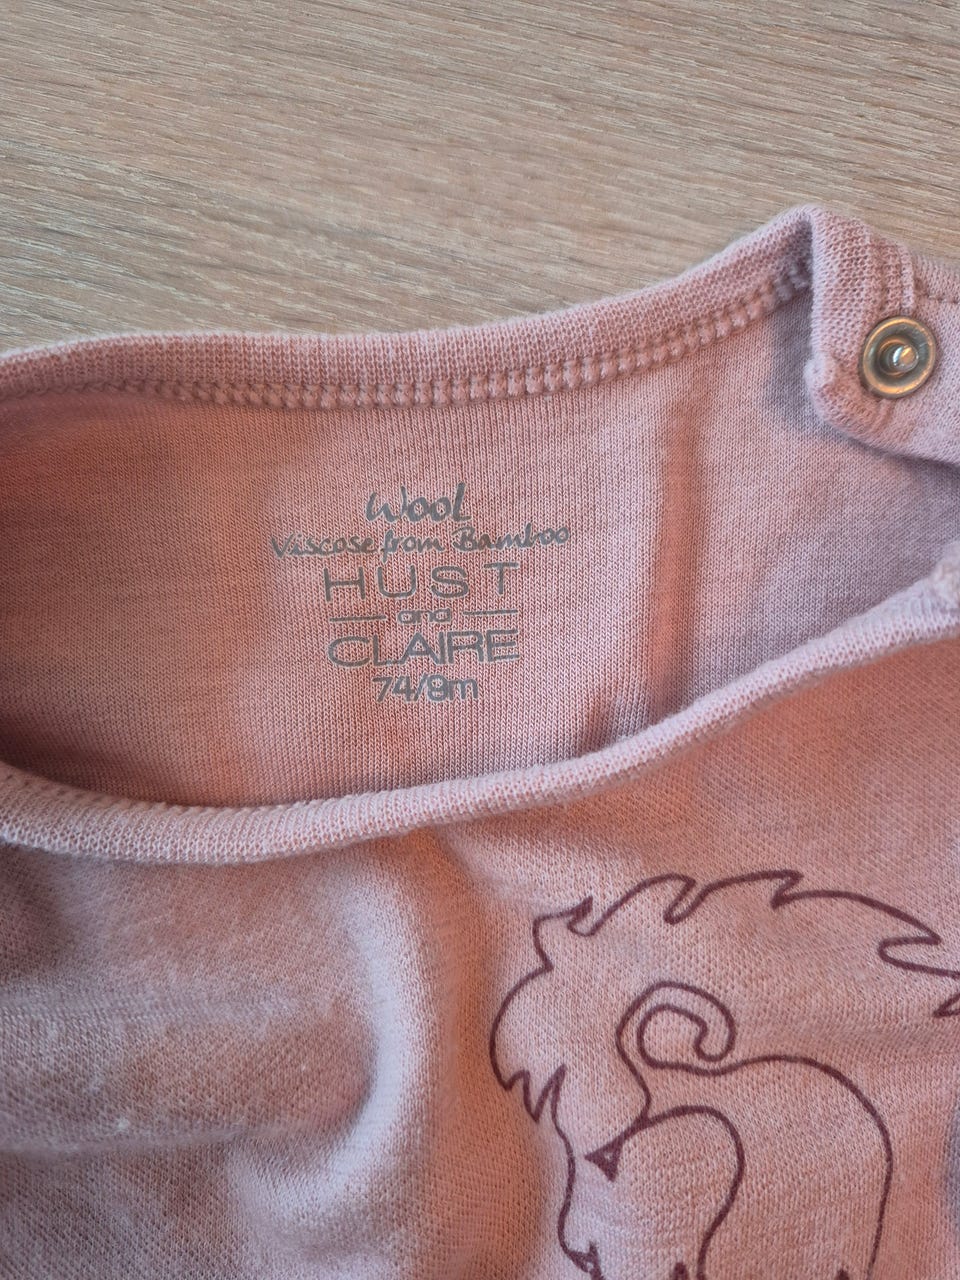 Wool
Viscose from Bamboo
HUST
and
CLAIRE
74/9m